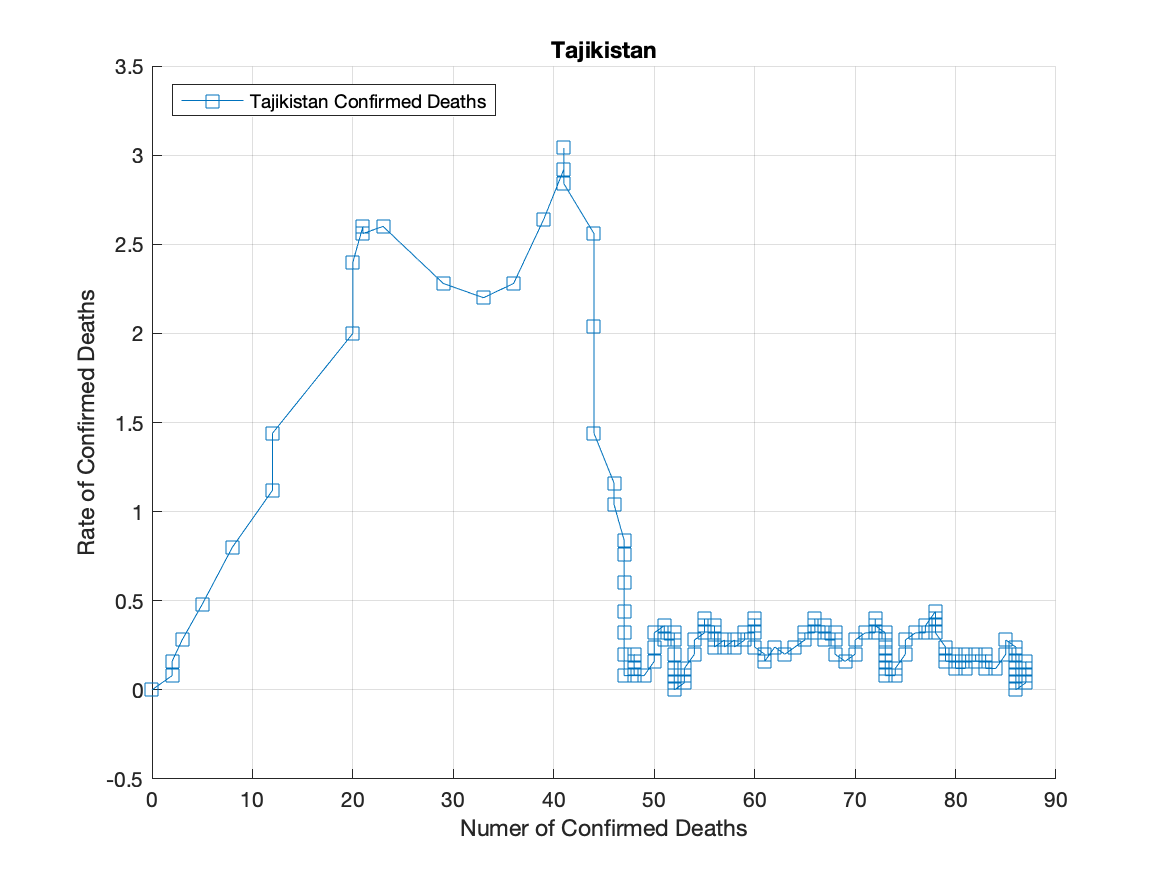 Tajikistan
Tajikistan Confirmed Deaths
3.5
3
2.5
2
1.5
1
0.5
0
-0.5
Rate of Confirmed Deaths
0 10 20 30 40 50 60 70 80 90
Numer of Confirmed Deaths